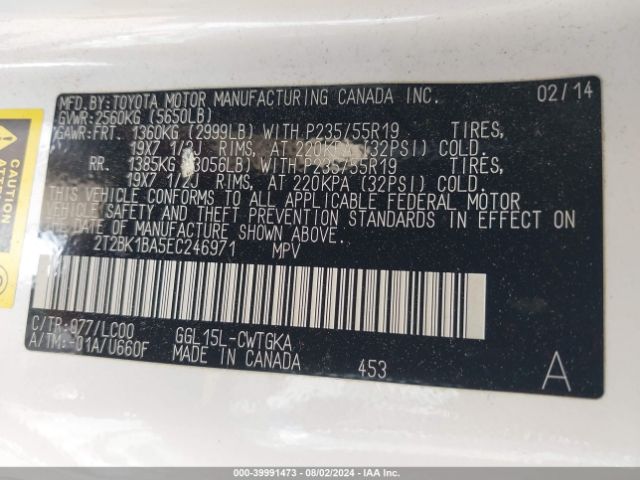 MFD. BY: TOYOTA MOTOR MANUFACTURING CANADA INC. 02/14
GVWR: 2560KG (5650LB)
GAWR: FRT. 1360KG (2999LB) WITH P235/55R19 TIRES,
19X7 1/2J RIMS, AT 220KPA (32PSI) COLD.
RR. 1385KG (3056LB) WITH P235/55R19 TIRES,
19X7 1/2J RIMS, AT 220KPA (32PSI) COLD.
THIS VEHICLE CONFORMS TO ALL APPLICABLE FEDERAL MOTOR
VEHICLE SAFETY AND THEFT PREVENTION STANDARDS IN EFFECT ON
THE DATE OF MANUFACTURE SHOWN ABOVE.
2T2BK1BA5EC246971 MPV
C/TR: 077/LC00 GGL15L-CWTGKA
A/TM: -01A/U660F MADE IN CANADA 453 A
CAUTION
000-39991473 - 08/02/2024 - IAA, Inc.